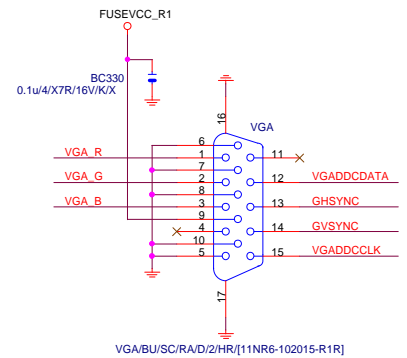 FUSEVCC_R1
BC330
0.1u/4/X7R/16V/K/X
16
VGA
6
VGA_R 1 11
7
VGA_G 2 12 VGADDCDATA
8
VGA_B 3 13 GHSYNC
9
4 14 GVSYNC
10
5 15 VGADDCCLK
17
VGA/BU/SC/RA/D/2/HR/[11NR6-102015-R1R]